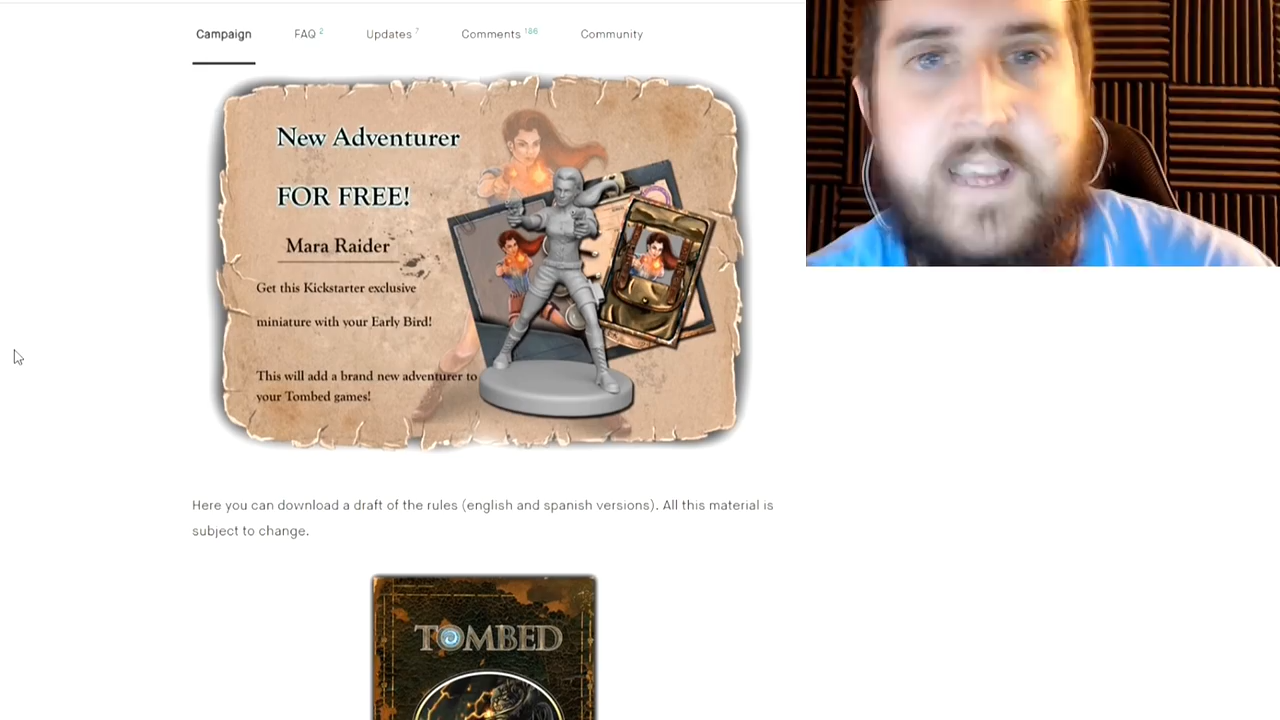 Campaign FAQ 2 Updates 7 Comments 186 Community
New Adventurer
FOR FREE!
Mara Raider
Get this Kickstarter exclusive
miniature with your Early Bird!
This will add a brand new adventurer to
your Tombed games!
Here you can download a draft of the rules (english and spanish versions). All this material is
subject to change.
TOMBED